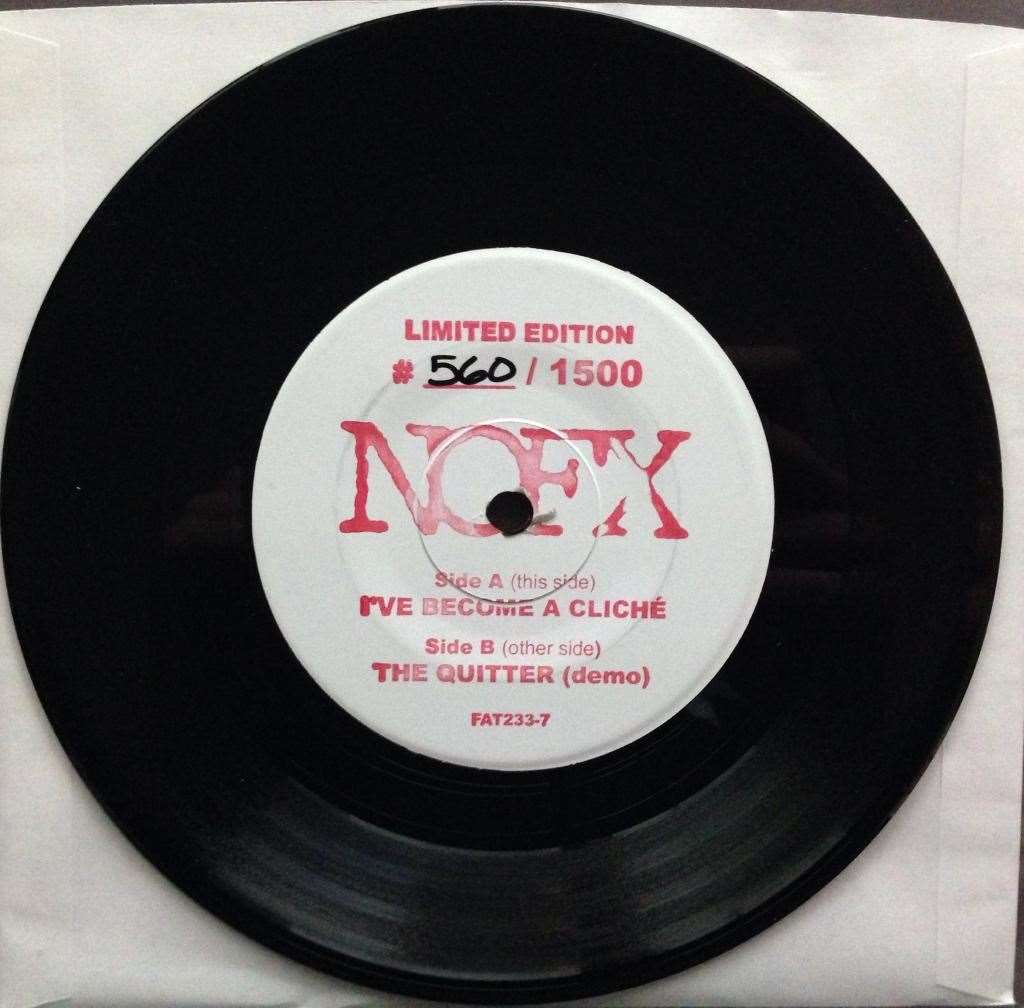 LIMITED EDITION
# 560 / 1500
NOFX
Side A (this side)
I'VE BECOME A CLICHÉ
Side B (other side)
THE QUITTER (demo)
FAT233-7